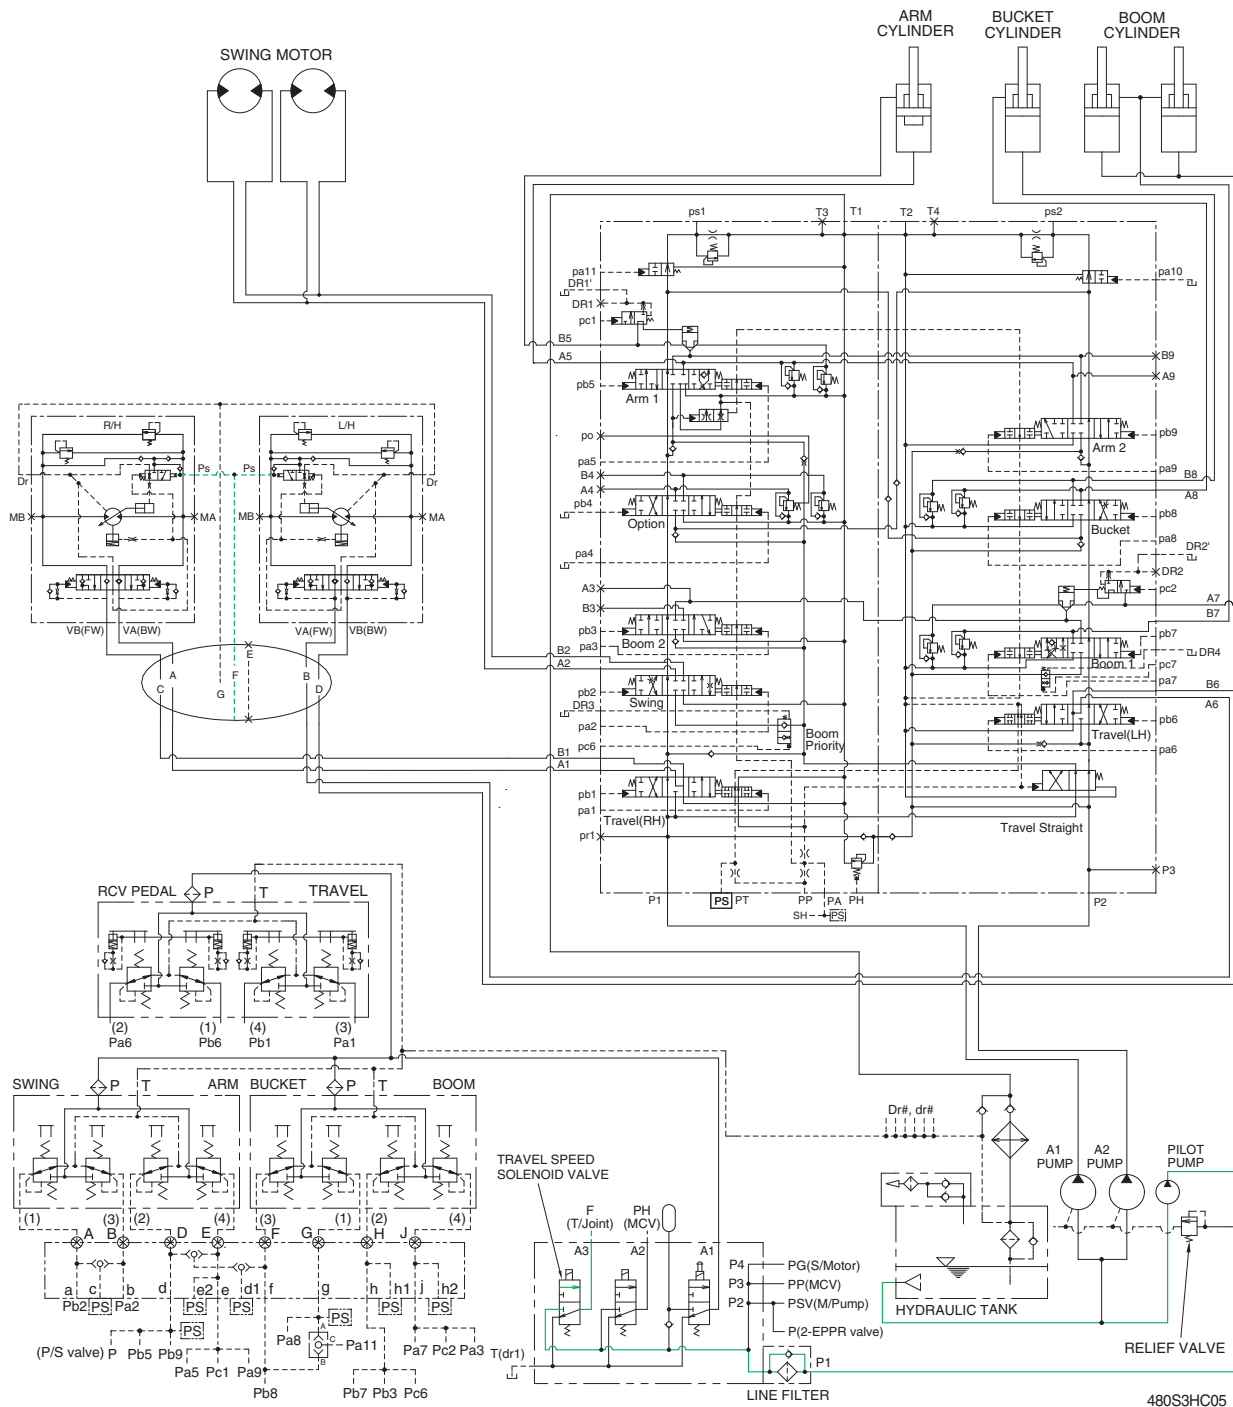 ARM
CYLINDER
BUCKET
CYLINDER
BOOM
CYLINDER
SWING MOTOR
ps1
T3
T1
T2
T4
ps2
pa11
DR1'
DR1
pc1
B5
A5
pb5
Arm 1
po
pa5
B4
A4
pb4
Option
pa4
A3
B3
pb3
Boom 2
pa3
B2
A2
pb2
Swing
DR3
pa2
pc6
Boom
Priority
B1
A1
pb1
pa1
Travel(RH)
pr1
pa10
B9
A9
pb9
Arm 2
pa9
B8
A8
pb8
Bucket
pa8
DR2'
DR2
pc2
A7
B7
pb7
DR4
Boom 1
pc7
pa7
B6
A6
pb6
Travel(LH)
pa6
Travel Straight
P3
P1
PS
PT
PP
PA
PH
SH
PS
P2
R/H
L/H
Ps
Ps
Dr
Dr
MB
MA
MB
MA
VB(FW)
VA(BW)
VA(FW)
VB(BW)
C
A
G
F
E
B
D
RCV PEDAL
P
T
TRAVEL
(2)
(1)
(4)
(3)
Pa6
Pb6
Pb1
Pa1
SWING
P
T
ARM
BUCKET
P
T
BOOM
(1)
(3)
(2)
(4)
(3)
(1)
(2)
(4)
A
B
D
E
F
G
H
J
a
c
b
d
e2
e
d1
f
g
h
h1
j
h2
Pb2
PS
Pa2
PS
PS
PS
PS
PS
PS
(P/S valve)
P
Pb5
Pb9
Pa5
Pc1
Pa9
Pb8
Pa8
A
C
B
Pa11
Pb7
Pb3
Pc6
Pa7
Pc2
Pa3
TRAVEL SPEED
SOLENOID VALVE
F
(T/Joint)
PH
(MCV)
A3
A2
A1
P4
PG(S/Motor)
P3
PP(MCV)
P2
PSV(M/Pump)
P(2-EPPR valve)
T(dr1)
P1
LINE FILTER
Dr#, dr#
HYDRAULIC TANK
A1
PUMP
A2
PUMP
PILOT
PUMP
RELIEF VALVE
480S3HC05